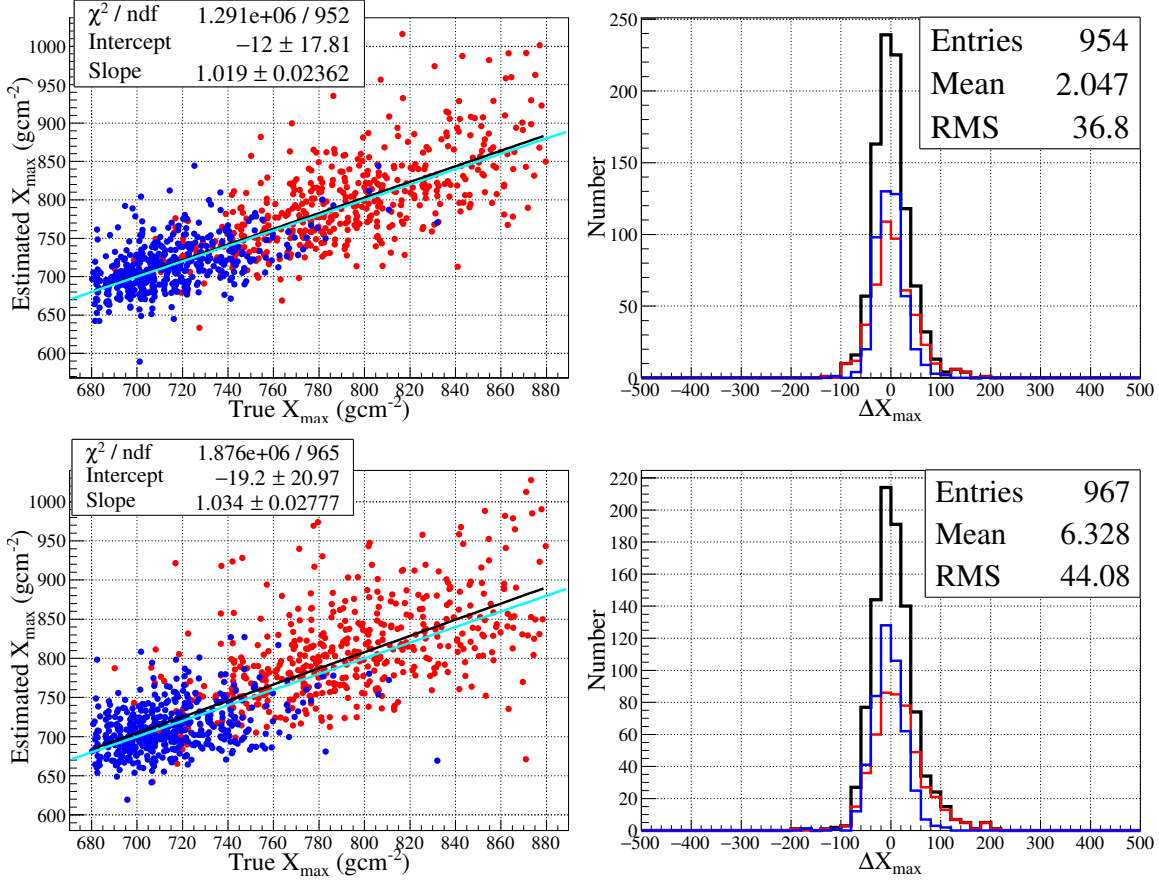 χ² / ndf 1.291e+06 / 952
Intercept −12 ± 17.81
Slope 1.019 ± 0.02362
1000
950
900
850
800
750
700
650
600
Estimated X_max (gcm⁻²)
680 700 720 740 760 780 800 820 840 860 880
True X_max (gcm⁻²)
Entries 954
Mean 2.047
RMS 36.8
250
200
150
100
50
0
Number
−500 −400 −300 −200 −100 0 100 200 300 400 500
ΔX_max
χ² / ndf 1.876e+06 / 965
Intercept −19.2 ± 20.97
Slope 1.034 ± 0.02777
1000
950
900
850
800
750
700
650
600
Estimated X_max (gcm⁻²)
680 700 720 740 760 780 800 820 840 860 880
True X_max (gcm⁻²)
Entries 967
Mean 6.328
RMS 44.08
220
200
180
160
140
120
100
80
60
40
20
0
Number
−500 −400 −300 −200 −100 0 100 200 300 400 500
ΔX_max